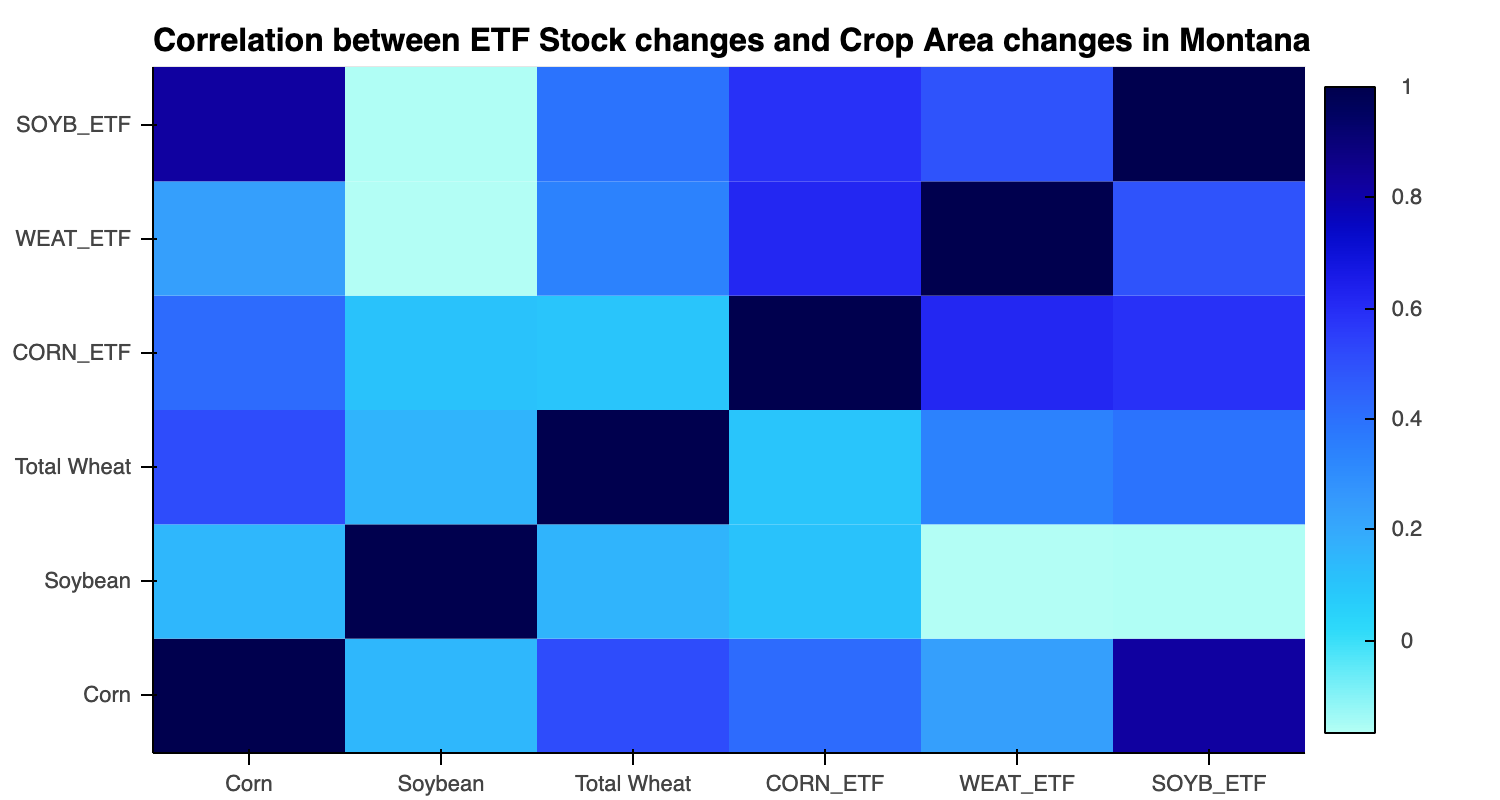 Correlation between ETF Stock changes and Crop Area changes in Montana
SOYB_ETF
WEAT_ETF
CORN_ETF
Total Wheat
Soybean
Corn
Corn
Soybean
Total Wheat
CORN_ETF
WEAT_ETF
SOYB_ETF
1
0.8
0.6
0.4
0.2
0